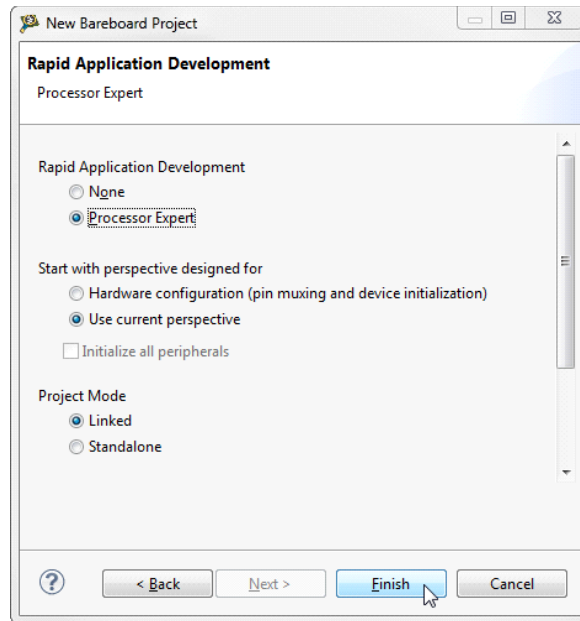 New Bareboard Project
Rapid Application Development
Processor Expert
Rapid Application Development
None
Processor Expert
Start with perspective designed for
Hardware configuration (pin muxing and device initialization)
Use current perspective
Initialize all peripherals
Project Mode
Linked
Standalone
? < Back Next > Finish Cancel